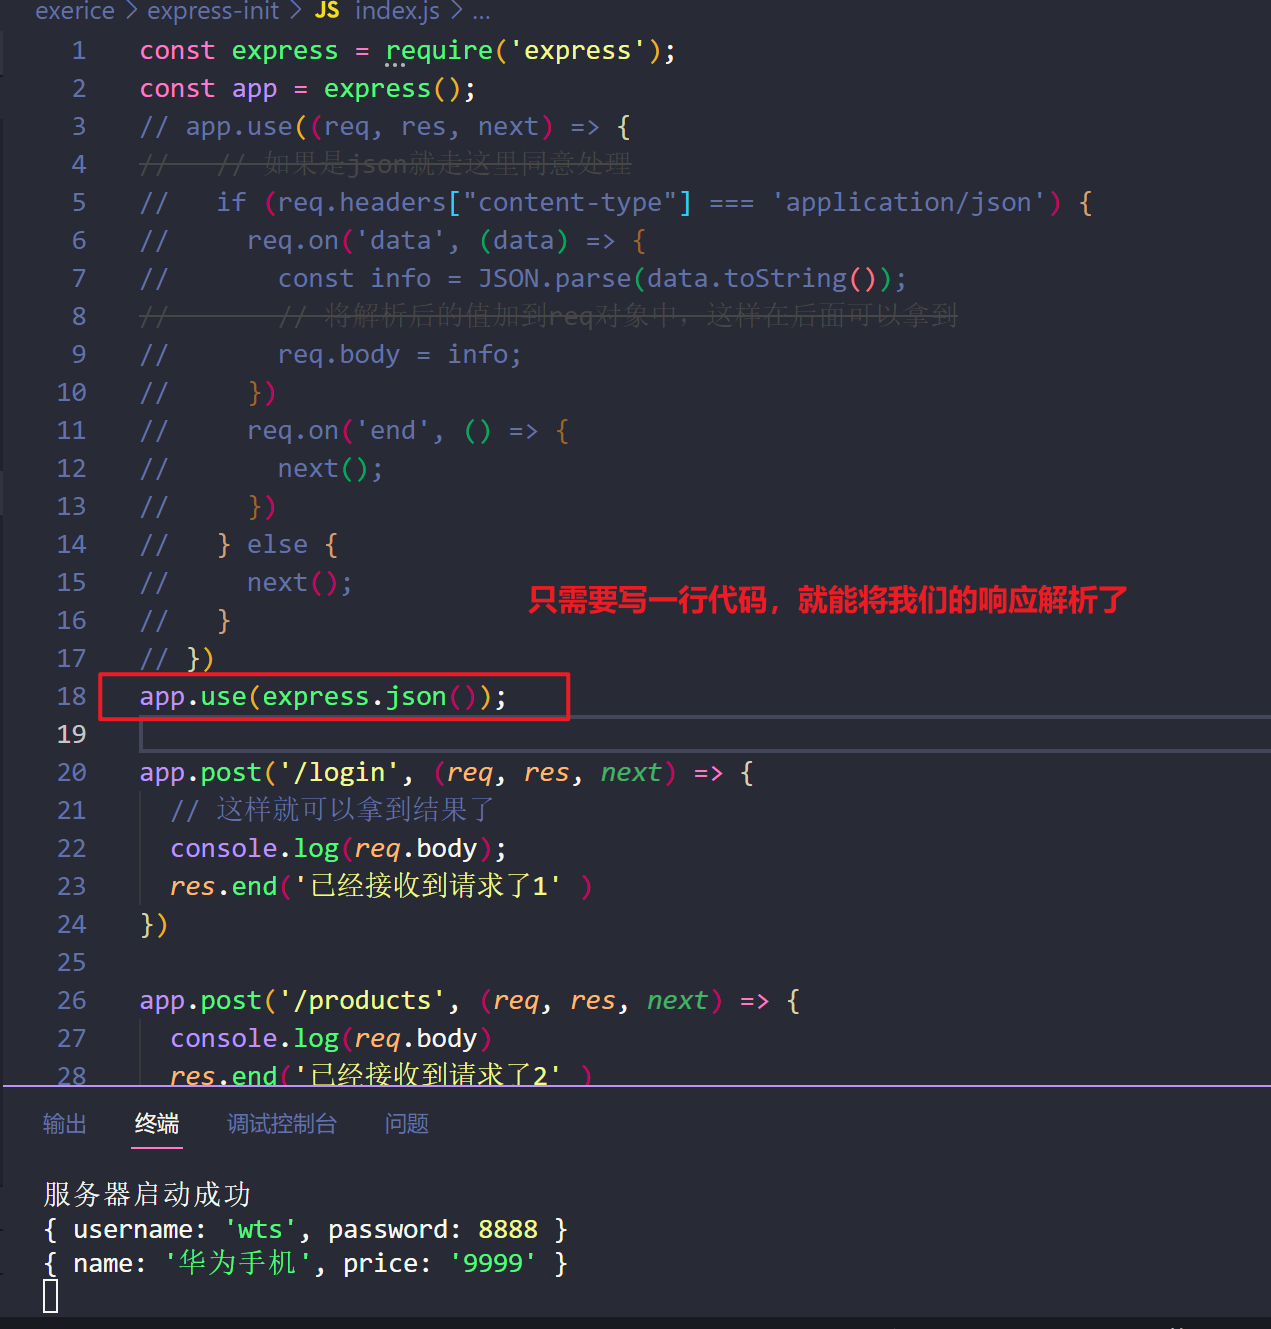 exerice > express-init > JS index.js > ...
1 const express = require('express');
2 const app = express();
3 // app.use((req, res, next) => {
4 //   // 如果是json就走这里同意处理
5 //   if (req.headers["content-type"] === 'application/json') {
6 //     req.on('data', (data) => {
7 //       const info = JSON.parse(data.toString());
8 //       // 将解析后的值加到req对象中，这样在后面可以拿到
9 //       req.body = info;
10 //     })
11 //     req.on('end', () => {
12 //       next();
13 //     })
14 //   } else {
15 //     next();
只需要写一行代码，就能将我们的响应解析了
16 //   }
17 // })
18 app.use(express.json());
19
20 app.post('/login', (req, res, next) => {
21   // 这样就可以拿到结果了
22   console.log(req.body);
23   res.end('已经接收到请求了1' )
24 })
25
26 app.post('/products', (req, res, next) => {
27   console.log(req.body)
28   res.end('已经接收到请求了2' )
输出 终端 调试控制台 问题
服务器启动成功
{ username: 'wts', password: 8888 }
{ name: '华为手机', price: '9999' }